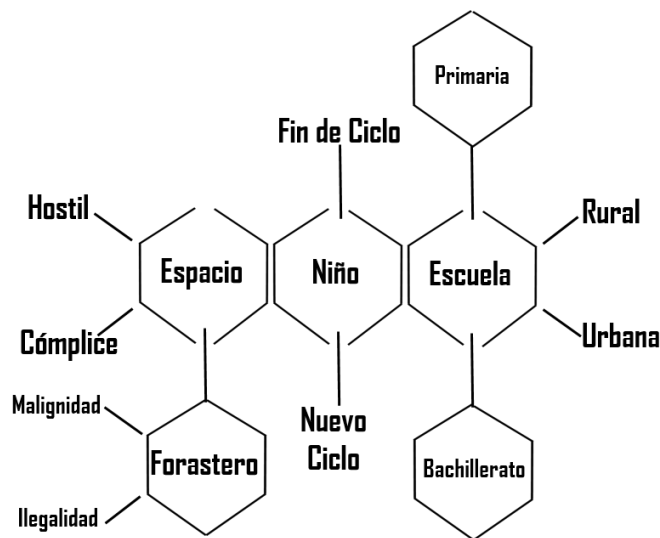 Primaria
Fin de Ciclo
Hostil
Rural
Espacio
Niño
Escuela
Cómplice
Urbana
Malignidad
Nuevo
Ciclo
Forastero
Bachillerato
Ilegalidad